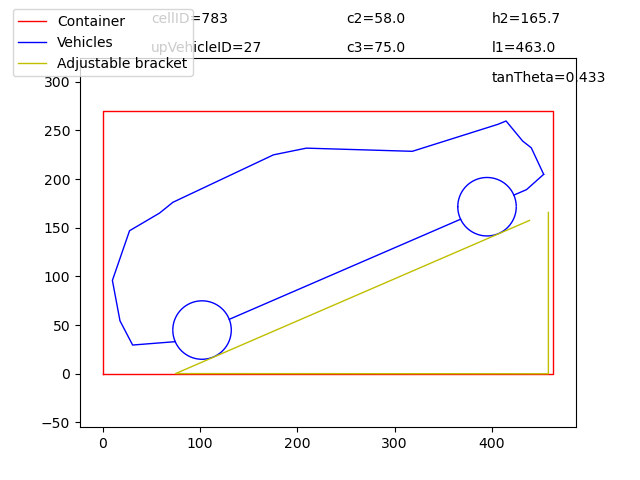 cellID=783 c2=58.0 h2=165.7
upVehicleID=27 c3=75.0 l1=463.0
tanTheta=0.433
Container
Vehicles
Adjustable bracket
300
250
200
150
100
50
0
−50
0 100 200 300 400